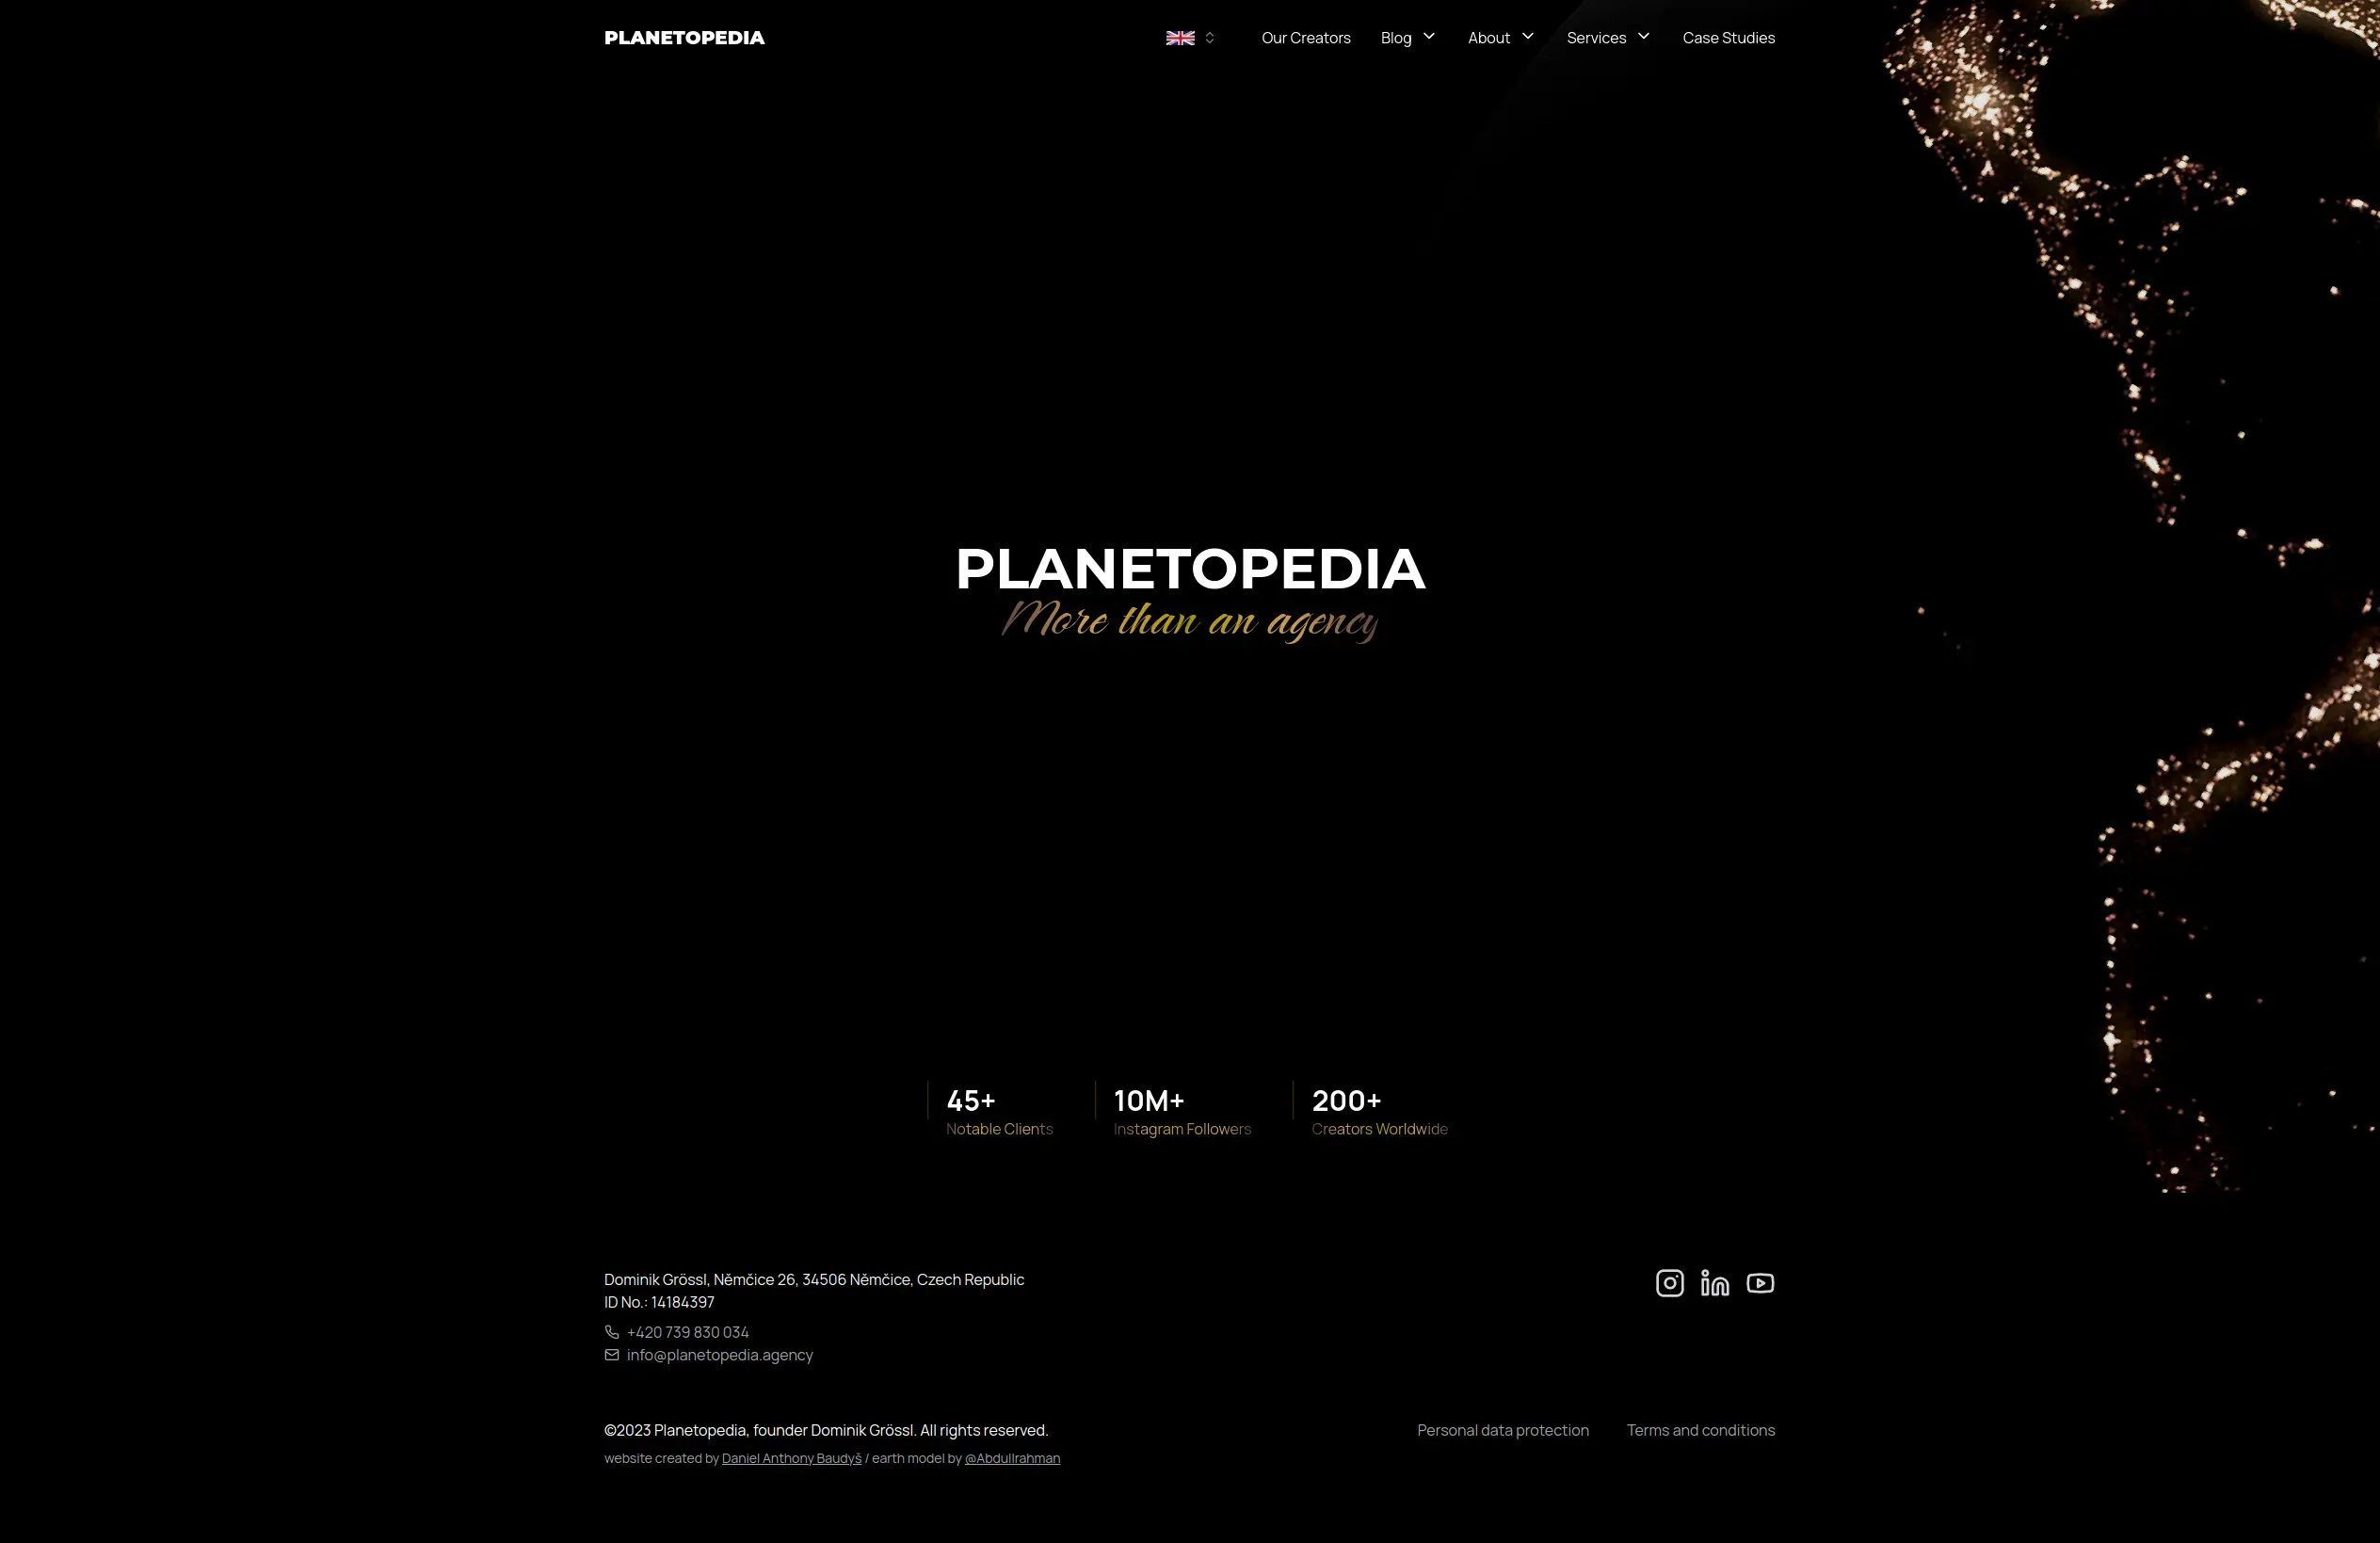 PLANETOPEDIA
Our Creators Blog About Services Case Studies
PLANETOPEDIA
More than an agency
45+ 10M+ 200+
Notable Clients Instagram Followers Creators Worldwide
Dominik Grössl, Němčice 26, 34506 Němčice, Czech Republic
ID No.: 14184397
+420 739 830 034
info@planetopedia.agency
©2023 Planetopedia, founder Dominik Grössl. All rights reserved.
Personal data protection Terms and conditions
website created by Daniel Anthony Baudyš / earth model by @Abdullrahman